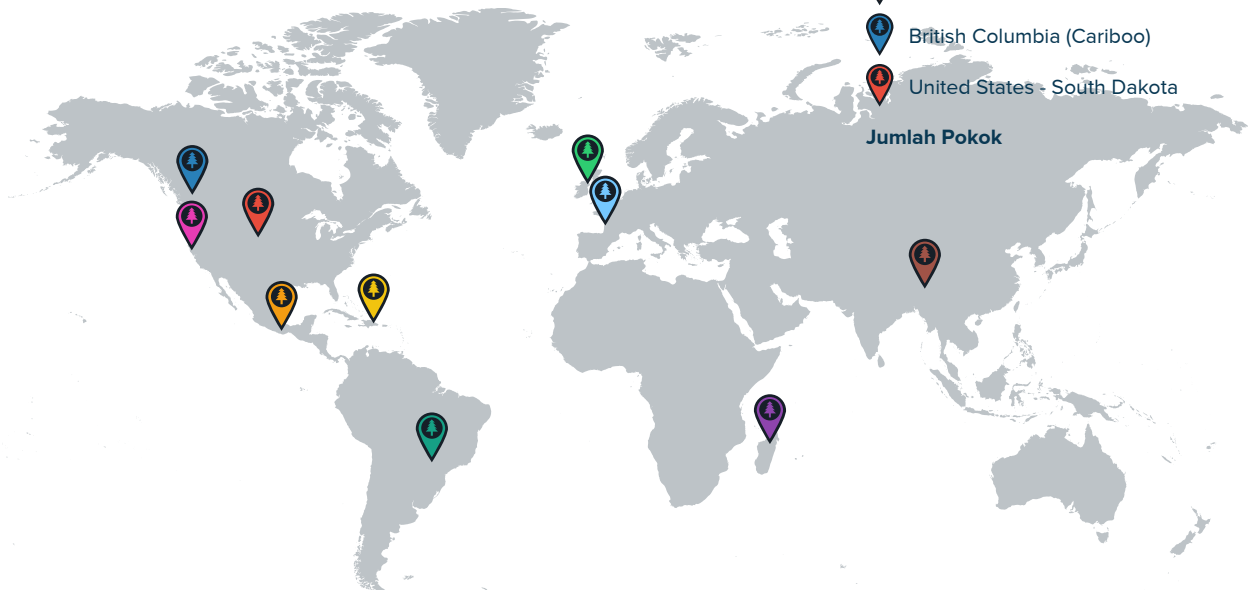 British Columbia (Cariboo)
United States - South Dakota
Jumlah Pokok